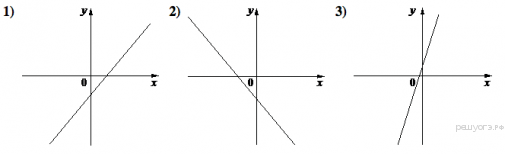 1) y 2) y 3) y
0 x 0 x 0 x
решуогэ.рф